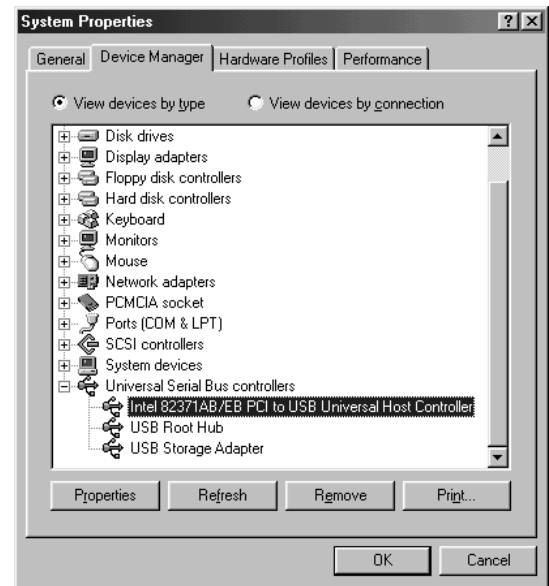 System Properties
General Device Manager Hardware Profiles Performance
View devices by type View devices by connection
Disk drives
Display adapters
Floppy disk controllers
Hard disk controllers
Keyboard
Monitors
Mouse
Network adapters
PCMCIA socket
Ports (COM & LPT)
SCSI controllers
System devices
Universal Serial Bus controllers
Intel 82371AB/EB PCI to USB Universal Host Controller
USB Root Hub
USB Storage Adapter
Properties Refresh Remove Print...
OK Cancel